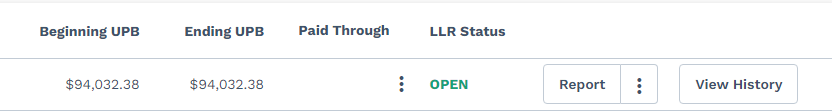 Beginning UPB Ending UPB Paid Through LLR Status
$94,032.38 $94,032.38 OPEN Report View History